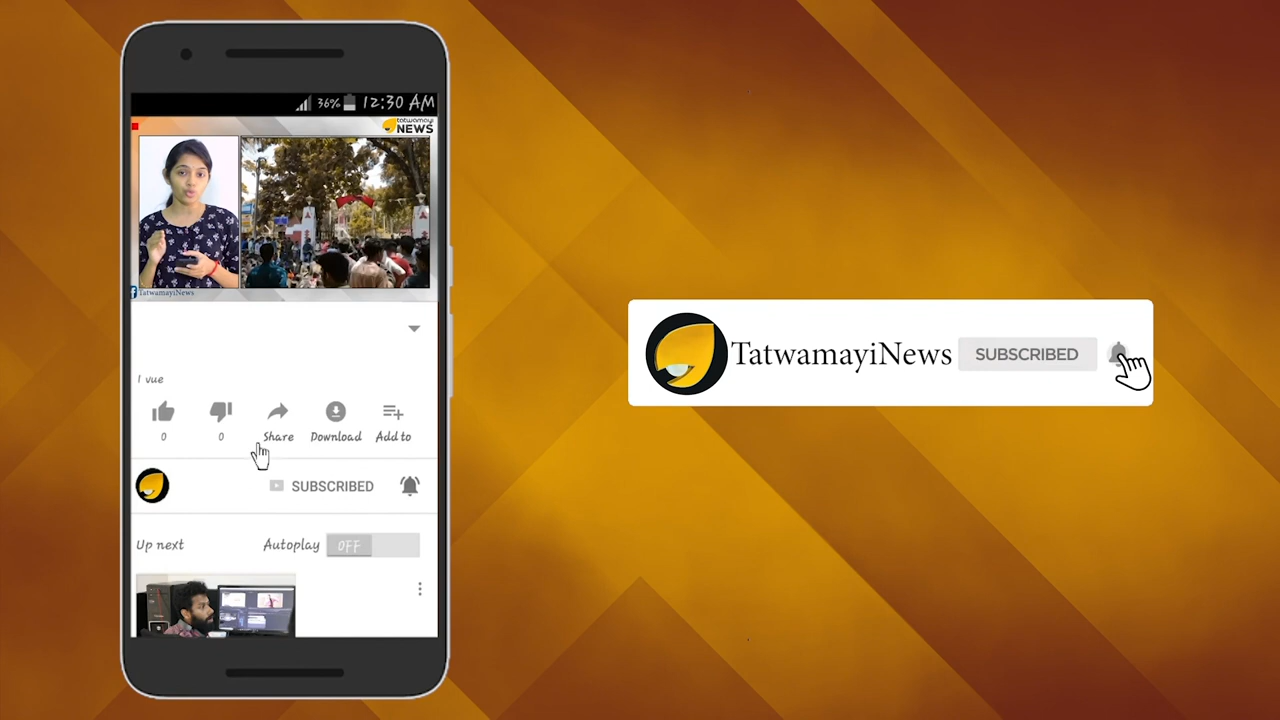 36% 12:30 AM
tatwamayi
NEWS
TatwamayiNews
1 vue
0 0 Share Download Add to
SUBSCRIBED
Up next Autoplay OFF
TatwamayiNews SUBSCRIBED